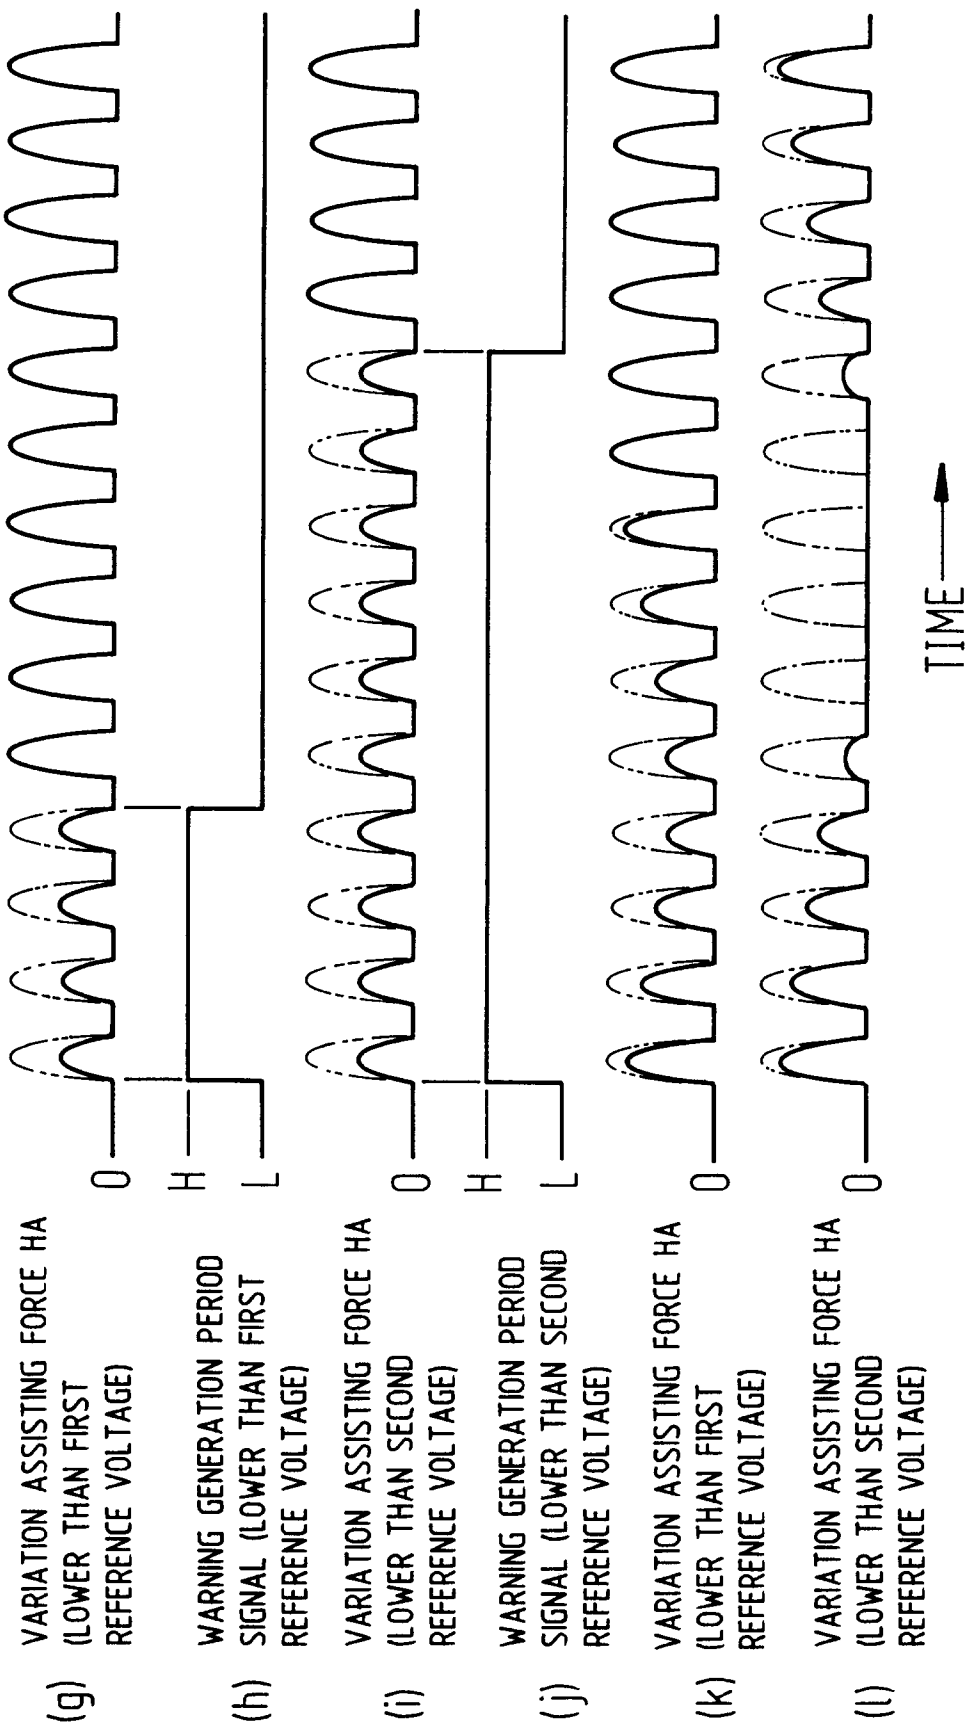 (g) VARIATION ASSISTING FORCE HA
(LOWER THAN FIRST
REFERENCE VOLTAGE)
0
(h) WARNING GENERATION PERIOD
SIGNAL (LOWER THAN FIRST
REFERENCE VOLTAGE)
H
L
(i) VARIATION ASSISTING FORCE HA
(LOWER THAN SECOND
REFERENCE VOLTAGE)
0
(j) WARNING GENERATION PERIOD
SIGNAL (LOWER THAN SECOND
REFERENCE VOLTAGE)
H
L
(k) VARIATION ASSISTING FORCE HA
(LOWER THAN FIRST
REFERENCE VOLTAGE)
0
(l) VARIATION ASSISTING FORCE HA
(LOWER THAN SECOND
REFERENCE VOLTAGE)
0
TIME